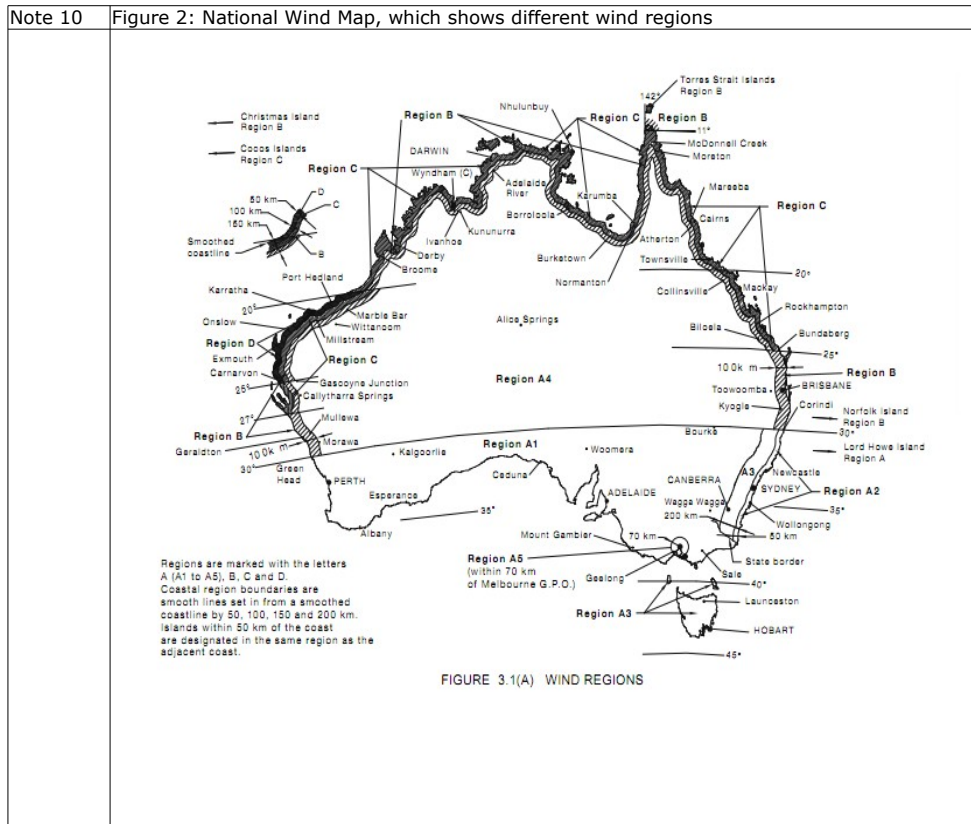 Note 10
Figure 2: National Wind Map, which shows different wind regions
Torres Strait Islands
Region B
142°
Nhulunbuy
Region C
Region B
11°
McDonnell Creek
Moreton
Christmas Island
Region B
Cocos Islands
Region C
Region B
DARWIN
Wyndham (C)
Region C
Adelaide
River
Karumba
Mareeba
Region C
Cairns
D
50 km
C
100 km
150 km
Smoothed
coastline
B
Borroloola
Kununurra
Ivanhoe
Atherton
Derby
Burketown
Townsville
Broome
Port Hedland
Normanton
Collinsville
20°
Mackay
Karratha
20°
Marble Bar
Wittanoom
Rockhampton
Onslow
Alice Springs
Biloela
Millstream
Bundaberg
Region D
Exmouth
Region C
25°
Carnarvon
100k m
Region B
25°
Gascoyne Junction
Region A4
Toowoomba
BRISBANE
Callytharra Springs
Kyogle
Corindi
27°
Mullewa
Norfolk Island
Region B
Region B
Bourke
30°
Geraldton
100k m
Morawa
Region A1
Lord Howe Island
Region A
30°
Green
Head
Kalgoorlie
Woomera
A3
Newcastle
PERTH
Ceduna
CANBERRA
SYDNEY
Region A2
Esperance
ADELAIDE
Wagga Wagga
35°
200 km
35°
Wollongong
Albany
Mount Gambier
70 km
50 km
Region A5
(within 70 km
of Melbourne G.P.O.)
State border
Geelong
Sale
40°
Region A3
Launceston
HOBART
45°
Regions are marked with the letters
A (A1 to A5), B, C and D.
Coastal region boundaries are
smooth lines set in from a smoothed
coastline by 50, 100, 150 and 200 km.
Islands within 50 km of the coast
are designated in the same region as the
adjacent coast.
FIGURE 3.1(A) WIND REGIONS